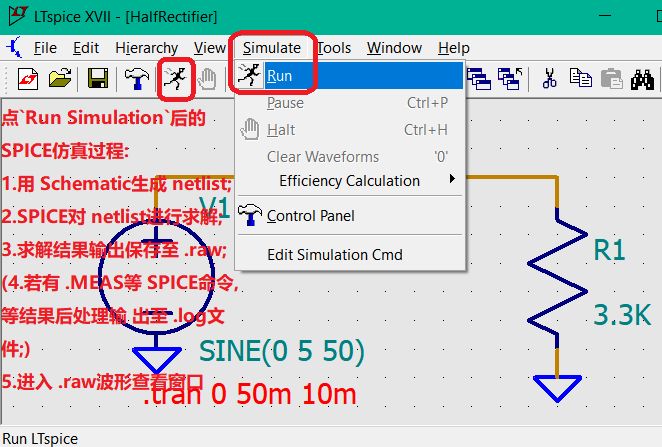 LTspice XVII - [HalfRectifier]
File Edit Hierarchy View Simulate Tools Window Help
Run
Pause Ctrl+P
Halt Ctrl+H
Clear Waveforms '0'
Efficiency Calculation
Control Panel
Edit Simulation Cmd
点`Run Simulation`后的
SPICE仿真过程:
1.用 Schematic生成 netlist;
2.SPICE对 netlist进行求解;
3.求解结果输出保存至 .raw;
(4.若有 .MEAS等 SPICE命令,
等结果后处理输 出至 .log文
件;)
5.进入 .raw波形查看窗口
V1
SINE(0 5 50)
.tran 0 50m 10m
R1
3.3K
Run LTspice